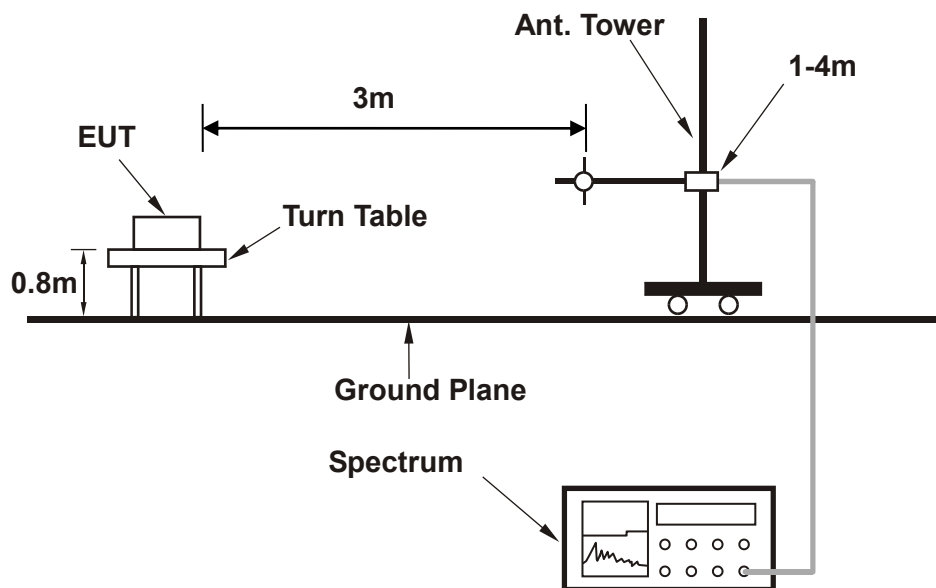 Ant. Tower
1-4m
3m
EUT
Turn Table
0.8m
Ground Plane
Spectrum